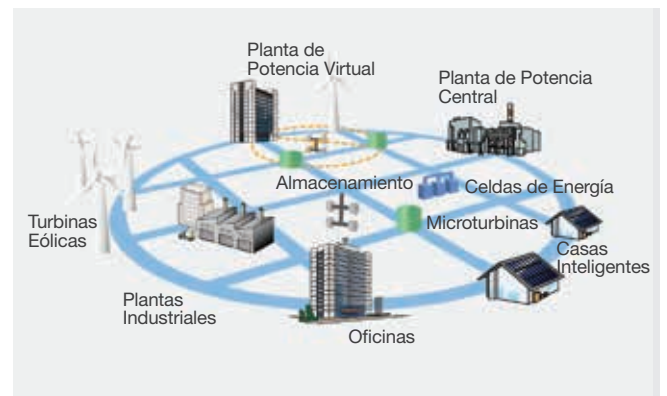 Planta de
Potencia Virtual
Planta de Potencia
Central
Almacenamiento
Celdas de Energía
Turbinas
Eólicas
Microturbinas
Casas
Inteligentes
Plantas
Industriales
Oficinas